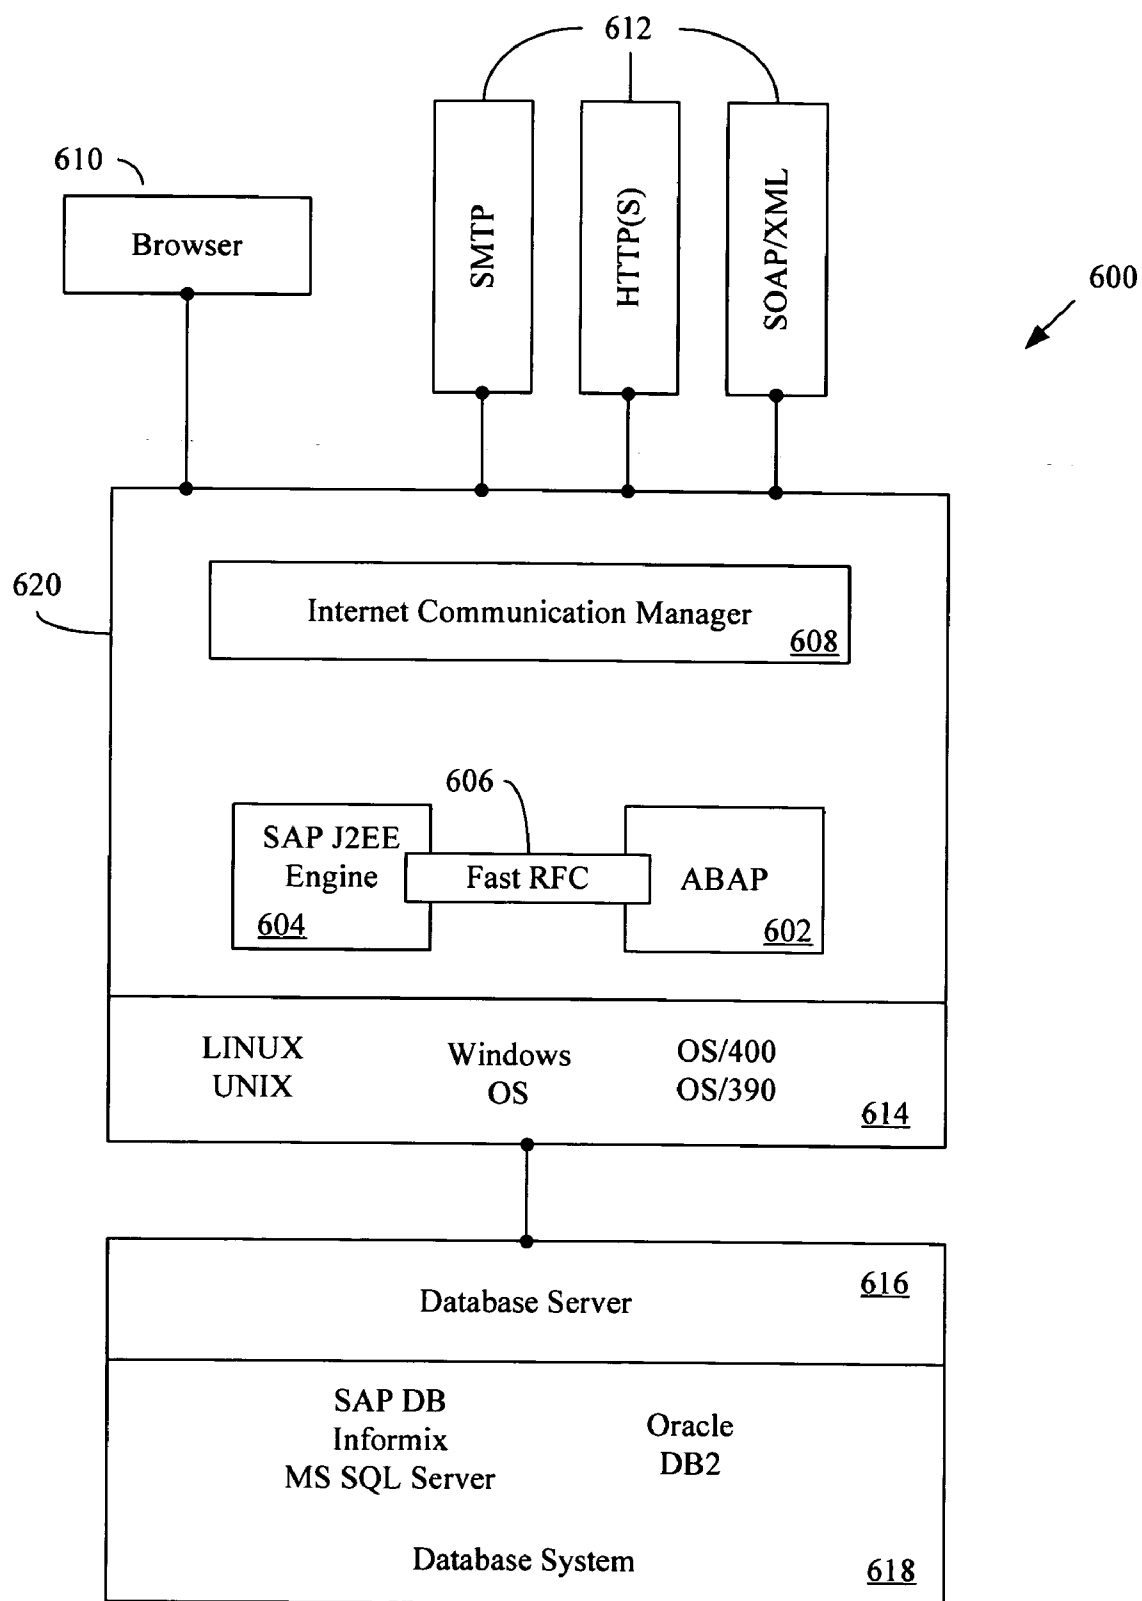 612
610
Browser
SMTP
HTTP(S)
SOAP/XML
600
620
Internet Communication Manager
608
606
SAP J2EE
Engine
604
Fast RFC
ABAP
602
LINUX
UNIX
Windows
OS
OS/400
OS/390
614
616
Database Server
SAP DB
Informix
MS SQL Server
Oracle
DB2
Database System
618